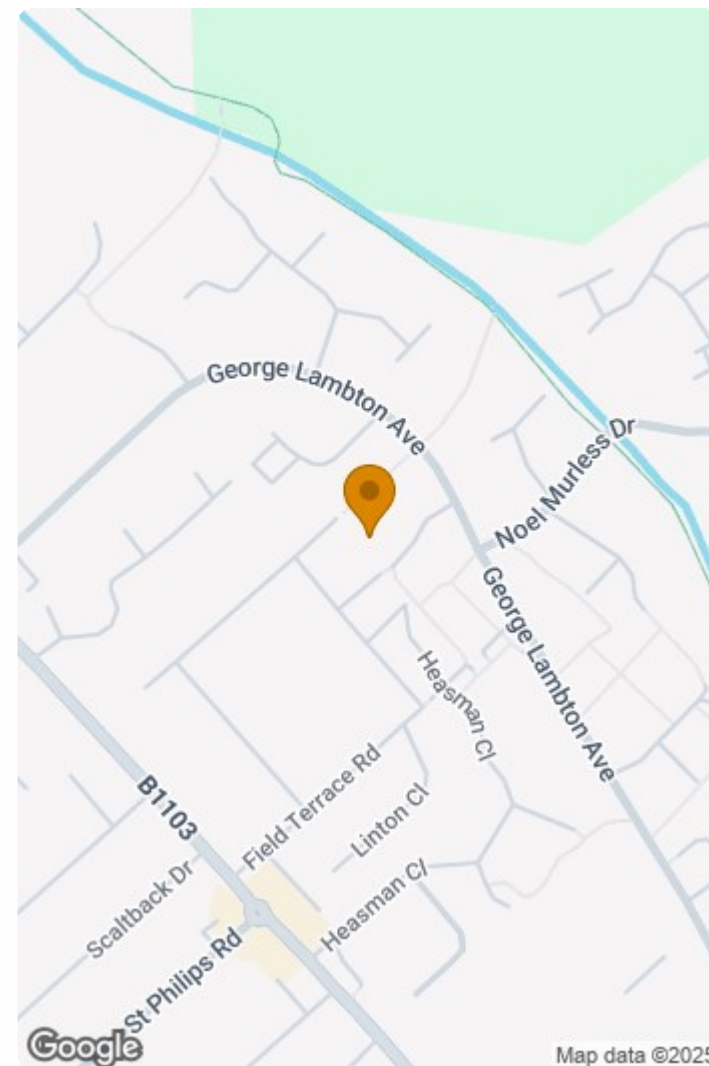 George Lambton Ave
Noel Murless Dr
George Lambton Ave
Heasman Cl
B1103
Field Terrace Rd
Linton Cl
Scaltback Dr
Heasman Cl
St Philips Rd
Google
Map data ©2025